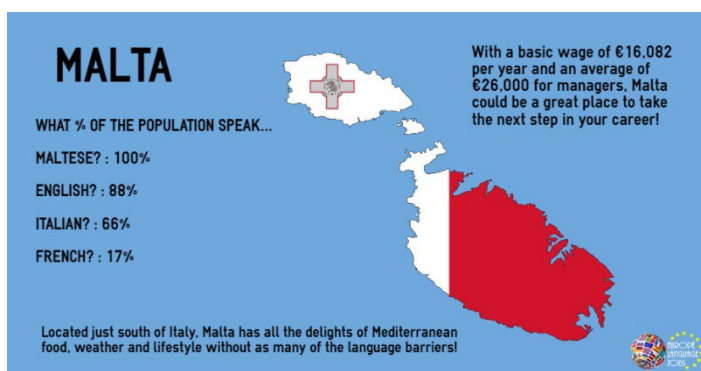 MALTA
WHAT % OF THE POPULATION SPEAK...
MALTESE? : 100%
ENGLISH? : 88%
ITALIAN? : 66%
FRENCH? : 17%
With a basic wage of €16,082
per year and an average of
€26,000 for managers, Malta
could be a great place to take
the next step in your career!
Located just south of Italy, Malta has all the delights of Mediterranean
food, weather and lifestyle without as many of the language barriers!
EUROPE
LANGUAGE
JOBS